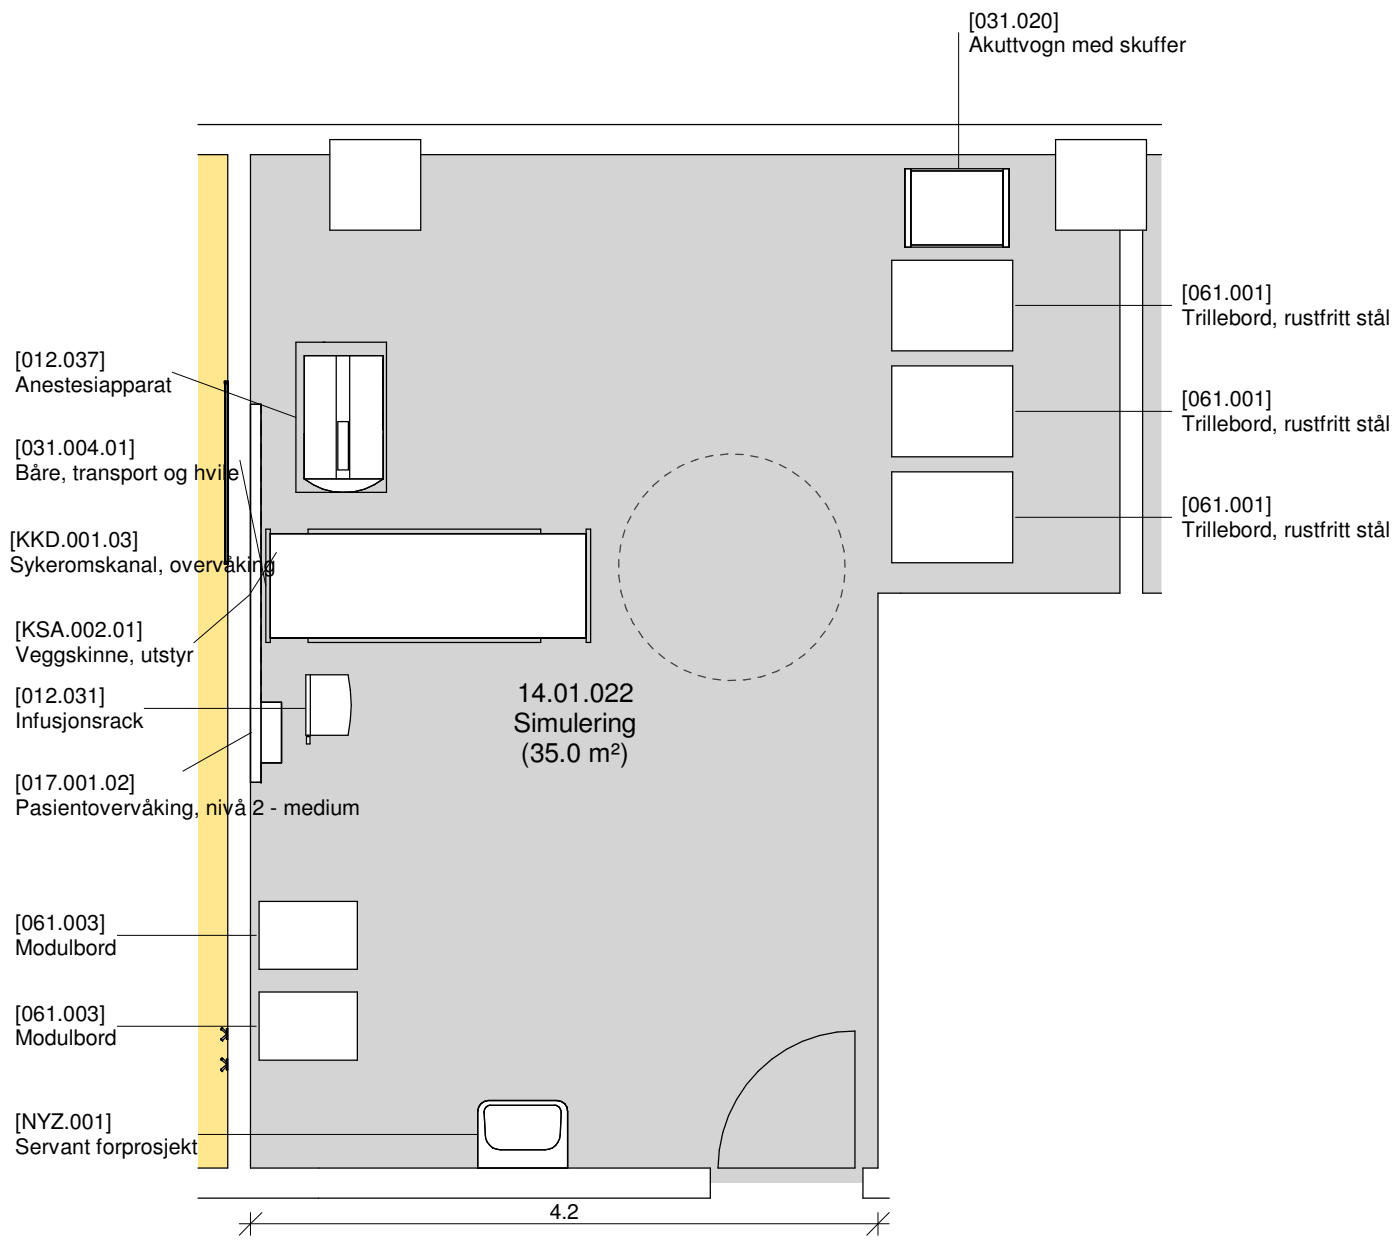 [031.020]
Akuttvogn med skuffer
[061.001]
Trillebord, rustfritt stål
[012.037]
Anestesiapparat
[061.001]
Trillebord, rustfritt stål
[031.004.01]
Båre, transport og hvile
[061.001]
Trillebord, rustfritt stål
[KKD.001.03]
Sykeromskanal, overvåking
[KSA.002.01]
Veggskinne, utstyr
[012.031]
Infusjonsrack
14.01.022
Simulering
(35.0 m²)
[017.001.02]
Pasientovervåking, nivå 2 - medium
[061.003]
Modulbord
[061.003]
Modulbord
[NYZ.001]
Servant forprosjekt
4.2